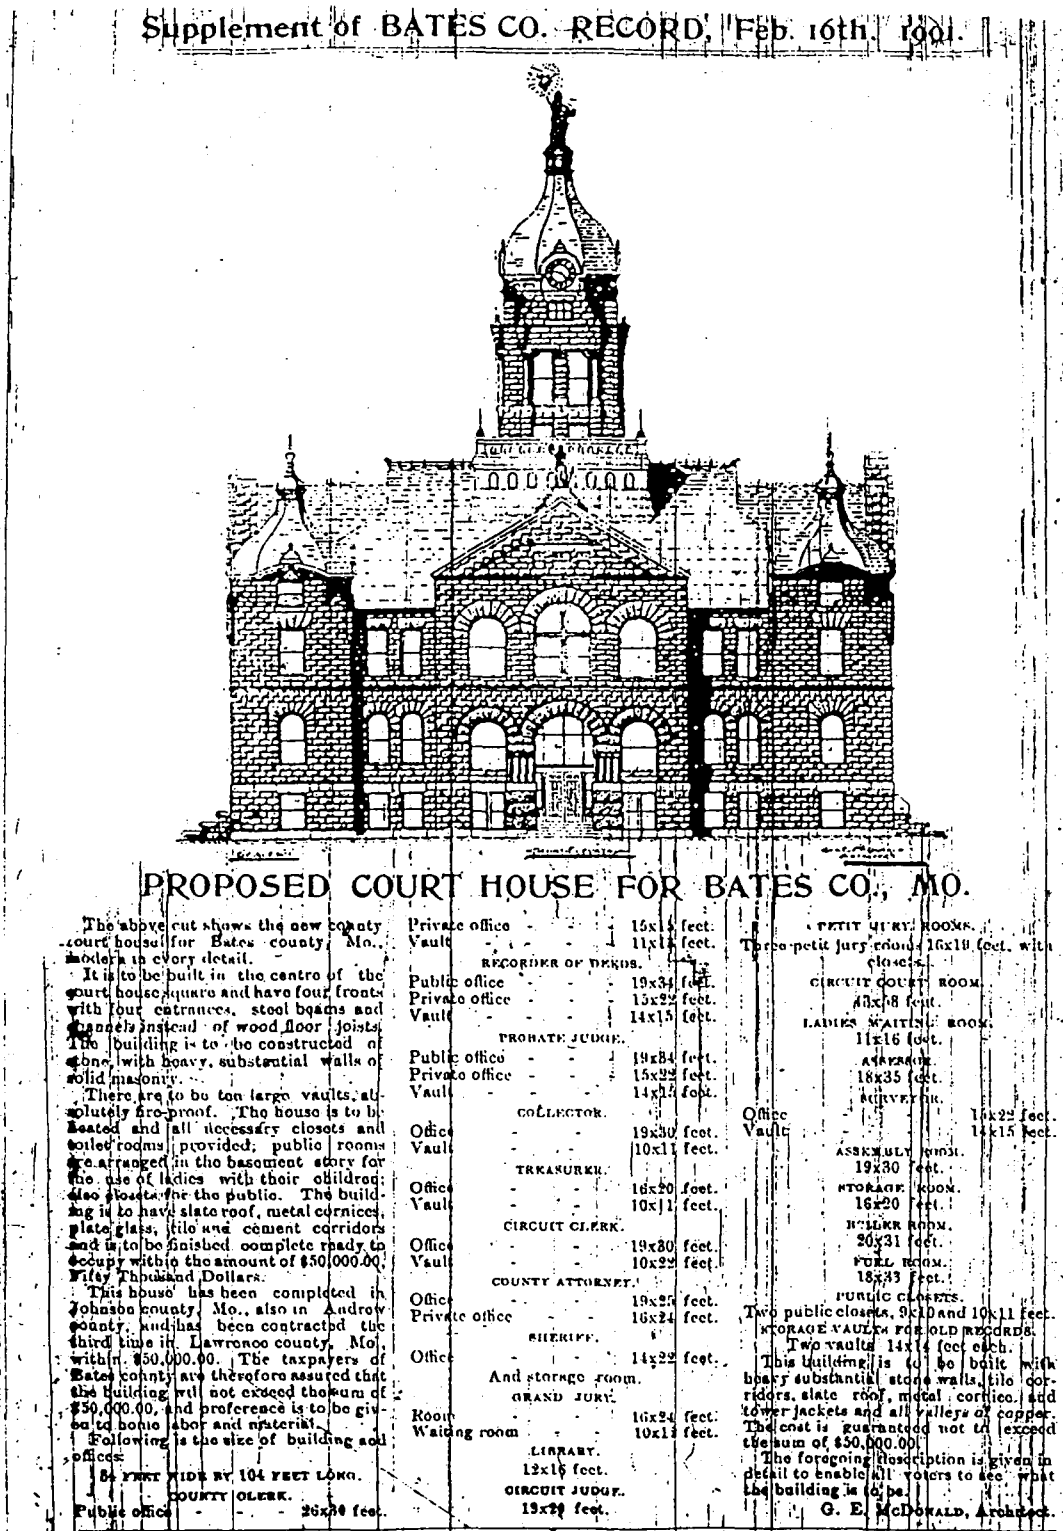 Supplement of BATES CO. RECORD, Feb. 16th, 1901.
PROPOSED COURT HOUSE FOR BATES CO., MO.
The above cut shows the new county
court house for Bates county, Mo.,
modern in every detail.
It is to be built in the centre of the
court house square and have four fronts
with four entrances, steel beams and
channels instead of wood floor joists.
The building is to be constructed of
stone, with heavy, substantial walls of
solid masonry.
There are to be ten large vaults, ab-
solutely fire-proof. The house is to be
heated and all necessary closets and
toilet rooms provided; public rooms
are arranged in the basement story for
the use of ladies with their children;
also closets for the public. The build-
ing is to have slate roof, metal cornices,
plate glass, tile and cement corridors
and is to be finished complete ready to
occupy within the amount of $50,000.00,
Fifty Thousand Dollars.
This house has been completed in
Johnson county, Mo., also in Andrew
county, and has been contracted the
third time in Lawrence county, Mo.,
within $50,000.00. The taxpayers of
Bates county are therefore assured that
the building will not exceed the sum of
$50,000.00, and preference is to be giv-
en to home labor and material.
Following is the size of building and
offices:
84 FEET WIDE BY 104 FEET LONG.
COUNTY CLERK.
Public office - - - 26x30 feet.
Private office - - - 15x15 feet.
Vault - - - 11x15 feet.
RECORDER OF DEEDS.
Public office - - - 19x34 feet.
Private office - - - 15x22 feet.
Vault - - - 14x15 feet.
PROBATE JUDGE.
Public office - - - 19x34 feet.
Private office - - - 15x22 feet.
Vault - - - 14x15 feet.
COLLECTOR.
Office - - - 19x30 feet.
Vault - - - 10x11 feet.
TREASURER.
Office - - - 16x20 feet.
Vault - - - 10x11 feet.
CIRCUIT CLERK.
Office - - - 19x30 feet.
Vault - - - 10x22 feet.
COUNTY ATTORNEY.
Office - - - 19x25 feet.
Private office - - - 16x24 feet.
SHERIFF.
Office - - - 14x22 feet.
And storage room.
GRAND JURY.
Room - - - 16x24 feet.
Waiting room - - - feet.
LIBRARY.
12x16 feet.
CIRCUIT JUDGE.
feet.
PETIT JURY ROOMS.
Three petit jury rooms 16x19 feet, with
closets.
CIRCUIT COURT ROOM.
feet.
LADIES WAITING ROOM.
11x16 feet.
ASSESSOR.
18x35 feet.
SURVEYOR.
Office - - - 15x22 feet.
Vault - - - 14x15 feet.
ASSEMBLY ROOM.
19x30 feet.
STORAGE ROOM.
16x20 feet.
BOILER ROOM.
20x31 feet.
FUEL ROOM.
18x33 feet.
PUBLIC CLOSETS.
Two public closets, 9x10 and 10x11 feet.
STORAGE VAULTS FOR OLD RECORDS.
Two vaults 14x14 feet each.
This building is to be built with
heavy substantial stone walls, tile cor-
ridors, slate roof, metal cornice, and
tower jackets and all valleys of copper.
The cost is guaranteed not to exceed
the sum of $50,000.00.
The foregoing description is given in
detail to enable all voters to see what
the building is to be.
G. E. McDONALD, Architect.